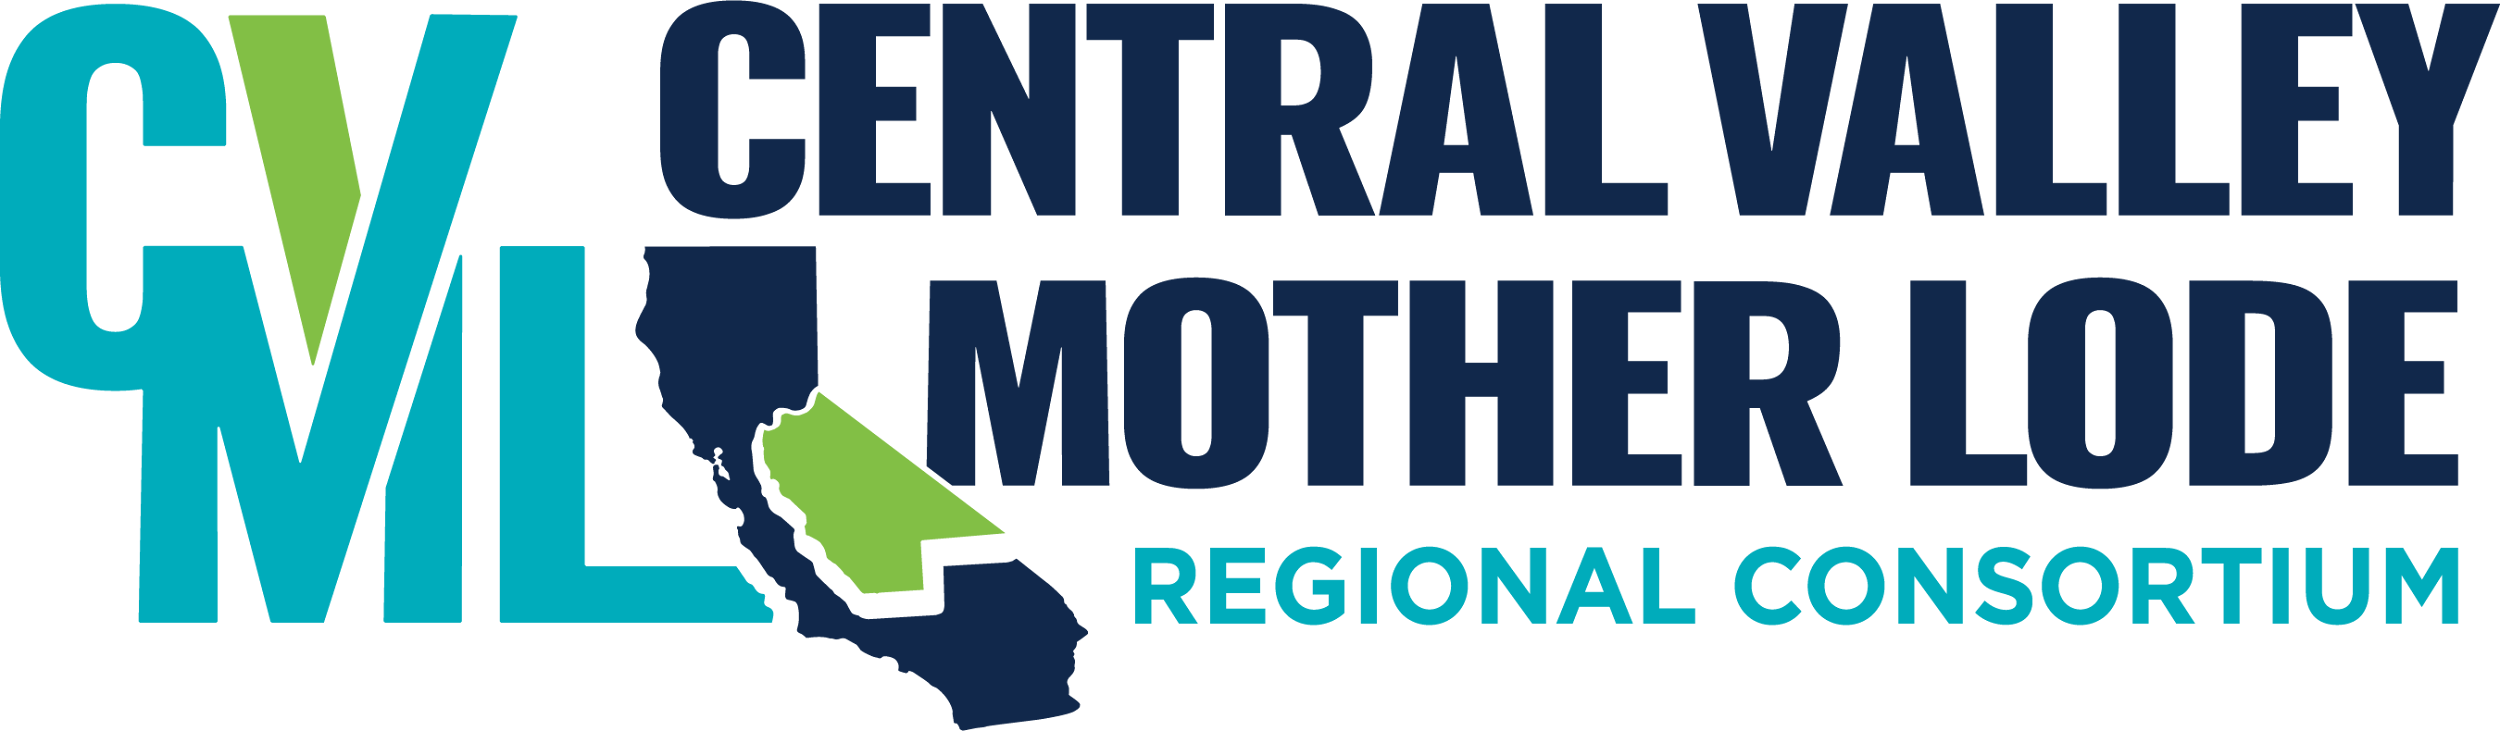 CVML
CENTRAL VALLEY
MOTHER LODE
REGIONAL CONSORTIUM